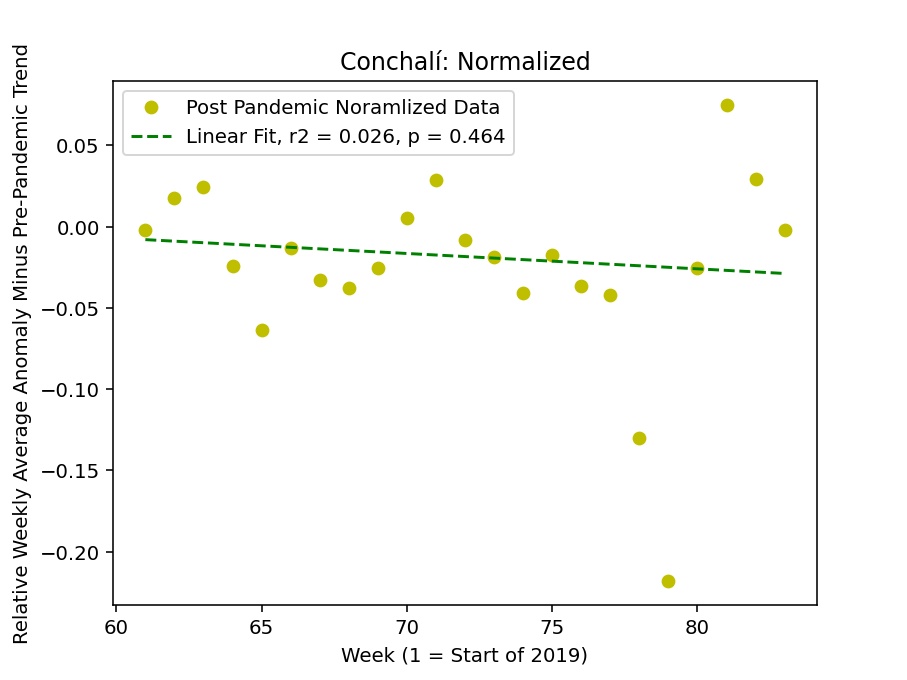 Conchalí: Normalized
Post Pandemic Noramlized Data
Linear Fit, r2 = 0.026, p = 0.464
Relative Weekly Average Anomaly Minus Pre-Pandemic Trend
0.05
0.00
−0.05
−0.10
−0.15
−0.20
60
65
70
75
80
Week (1 = Start of 2019)